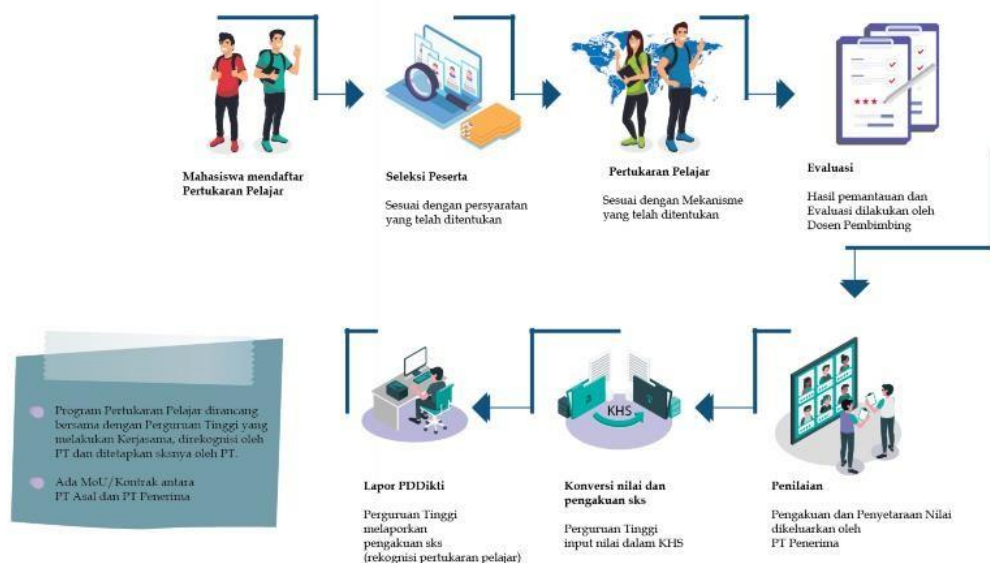 Mahasiswa mendaftar
Pertukaran Pelajar
Seleksi Peserta
Sesuai dengan persyaratan
yang telah ditentukan
Pertukaran Pelajar
Sesuai dengan Mekanisme
yang telah ditentukan
Evaluasi
Hasil pemantauan dan
Evaluasi dilakukan oleh
Dosen Pembimbing
Penilaian
Pengakuan dan Penyetaraan Nilai
dikeluarkan oleh
PT Penerima
KHS
Konversi nilai dan
pengakuan sks
Perguruan Tinggi
input nilai dalam KHS
Lapor PDDikti
Perguruan Tinggi
melaporkan
pengakuan sks
(rekognisi pertukaran pelajar)
Program Pertukaran Pelajar dirancang
bersama dengan Perguruan Tinggi yang
melakukan Kerjasama, direkognisi oleh
PT dan ditetapkan sksnya oleh PT.
Ada MoU/Kontrak antara
PT Asal dan PT Penerima